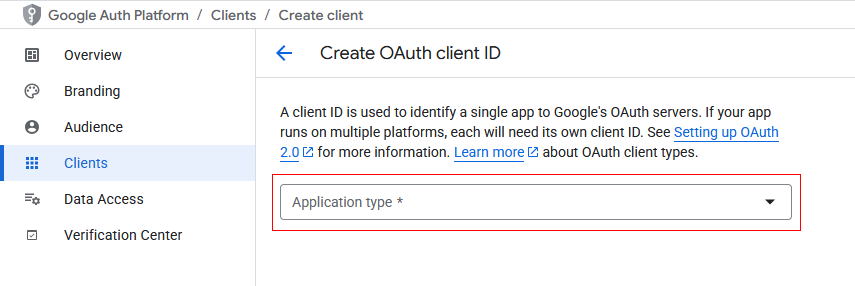 Google Auth Platform / Clients / Create client
Overview
Branding
Audience
Clients
Data Access
Verification Center
Create OAuth client ID
A client ID is used to identify a single app to Google's OAuth servers. If your app
runs on multiple platforms, each will need its own client ID. See Setting up OAuth
2.0 for more information. Learn more about OAuth client types.
Application type *